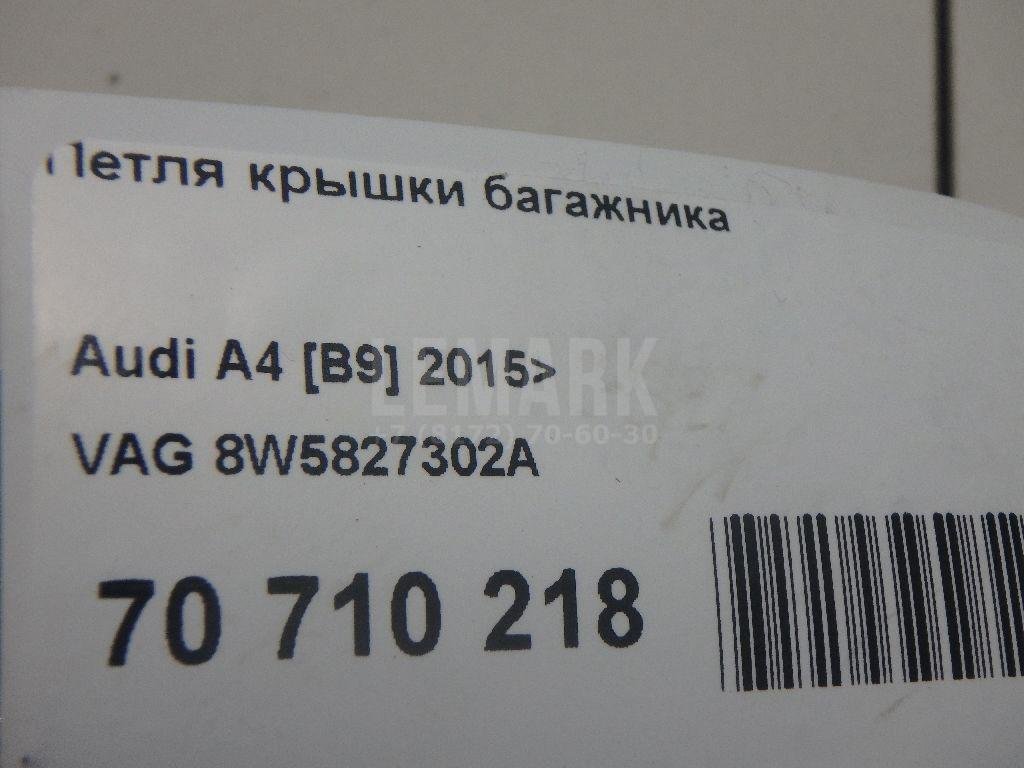 Петля крышки багажника
Audi A4 [B9] 2015>
LEMARK
+7 (8172) 70-60-30
VAG 8W5827302A
70 710 218